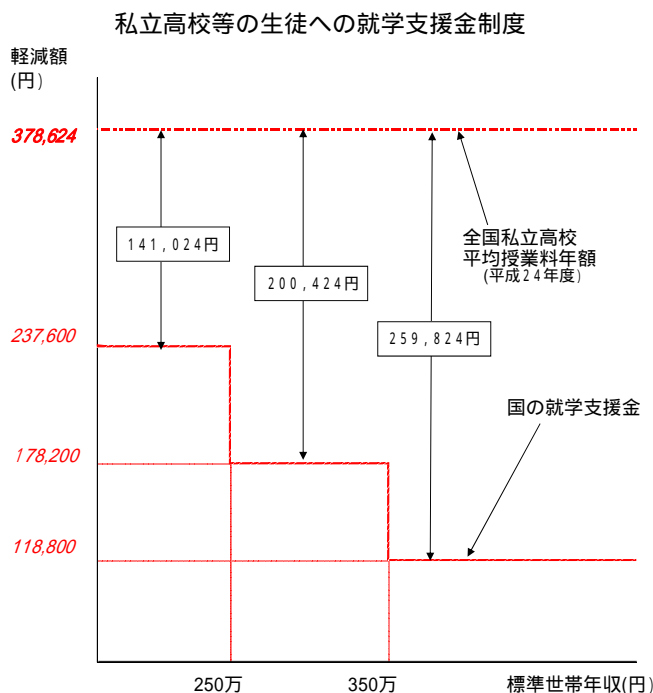 私立高校等の生徒への就学支援金制度
軽減額
(円)
378,624
141,024円
200,424円
全国私立高校
平均授業料年額
(平成24年度)
237,600
259,824円
国の就学支援金
178,200
118,800
250万
350万
標準世帯年収(円)